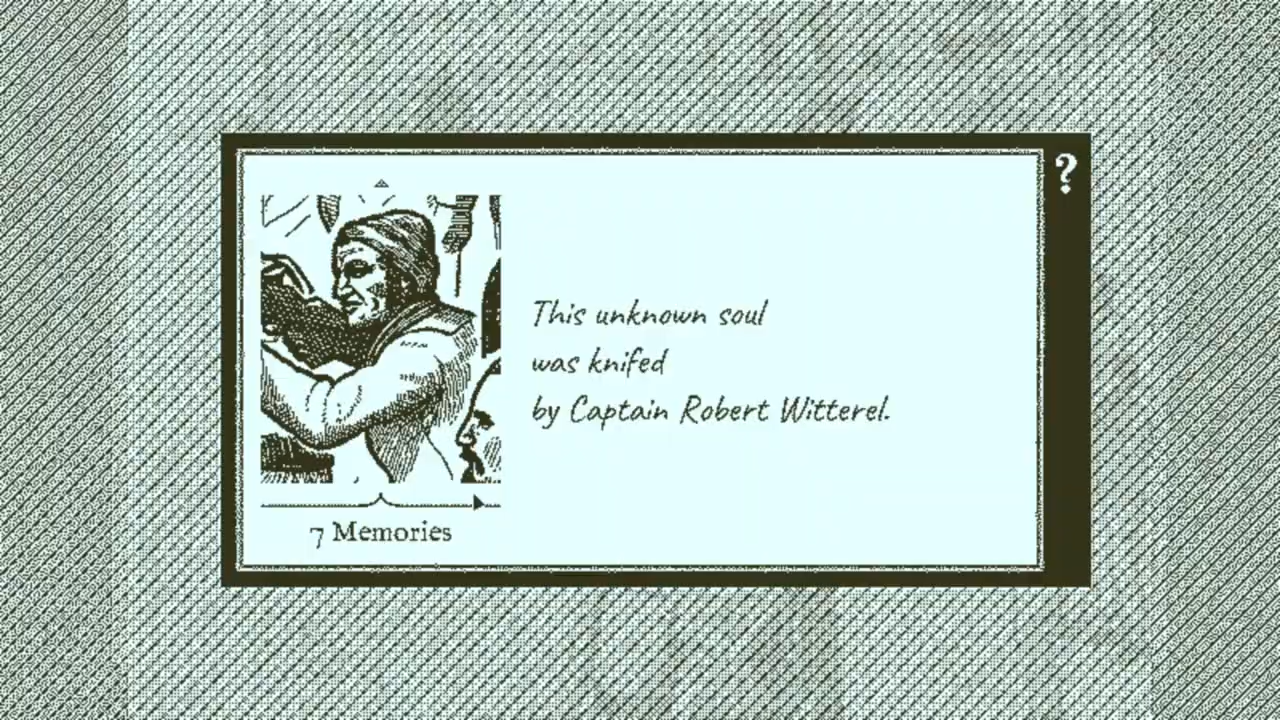 ?
This unknown soul
was knifed
by Captain Robert Witterel.
7 Memories